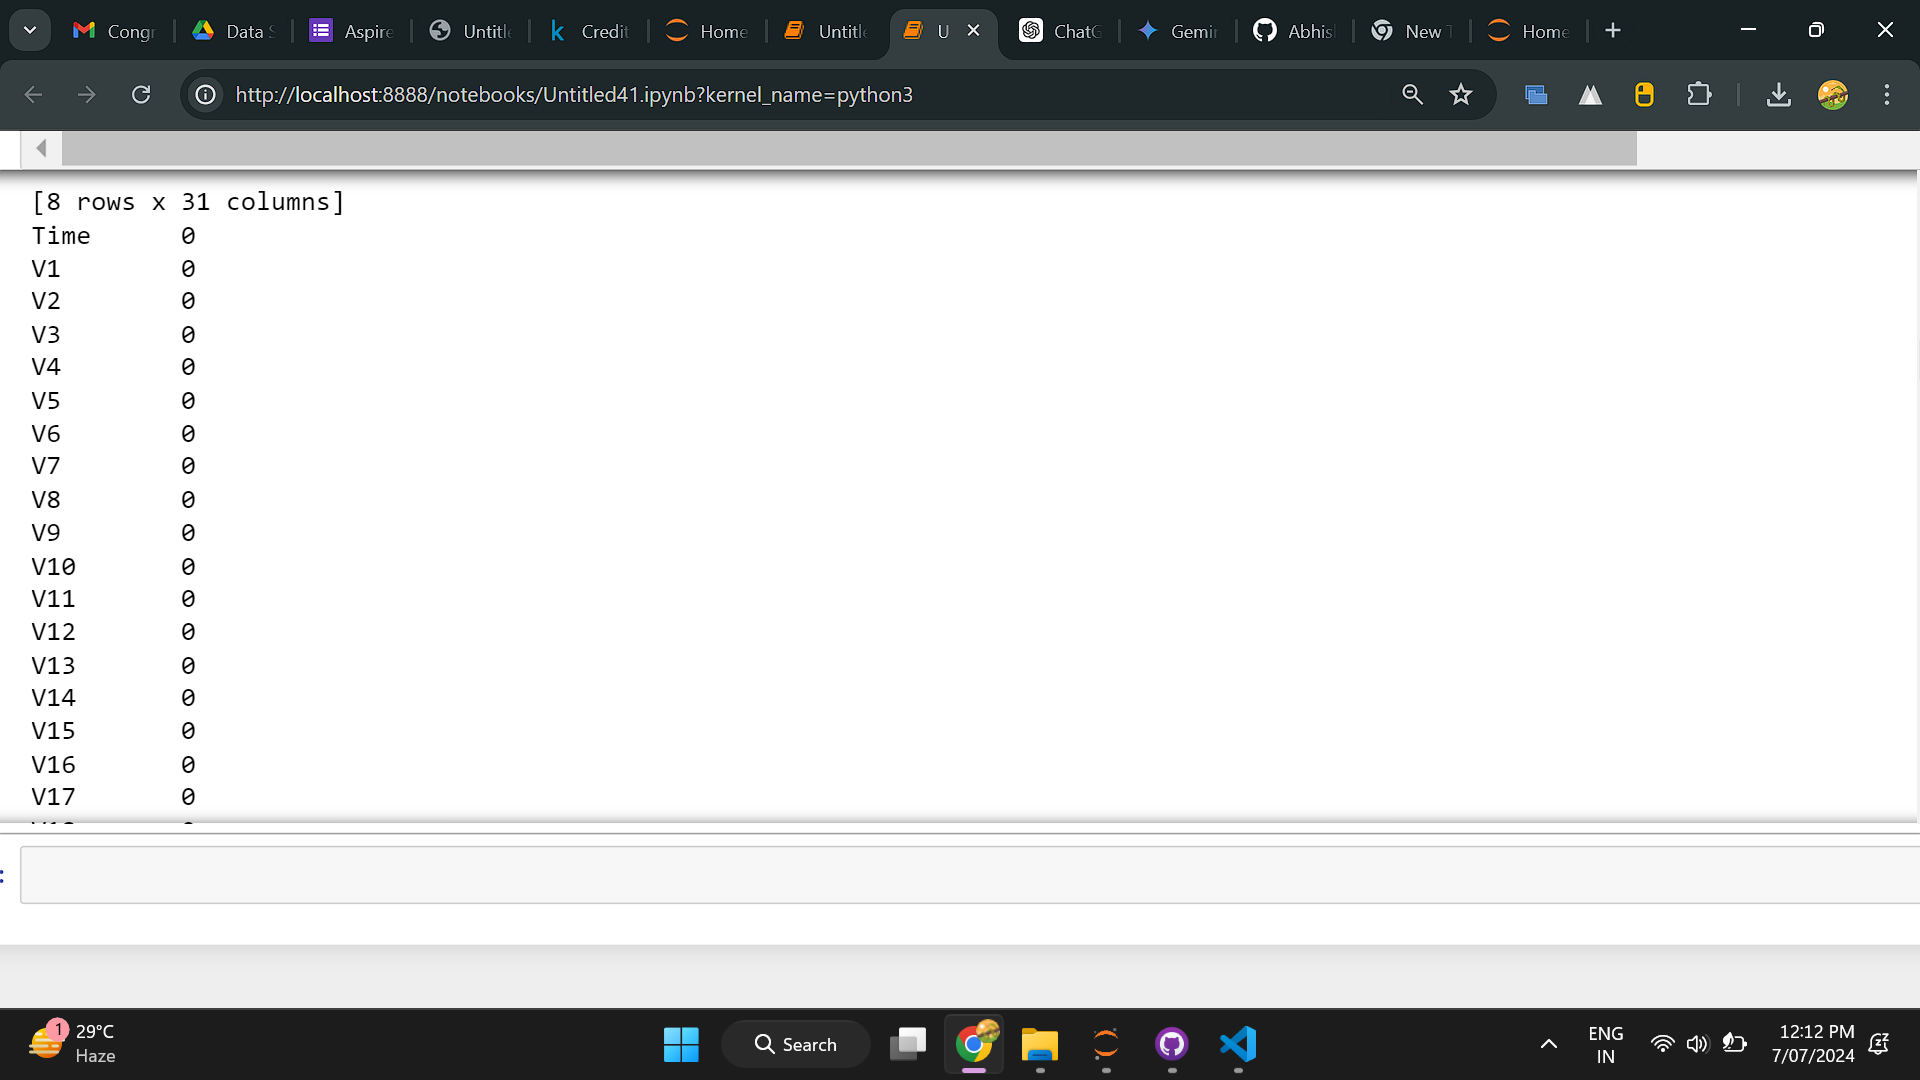 Congr
Data S
Aspire
Untitle
Credit
Home
Untitle
U
ChatG
Gemin
Abhish
New T
Home
http://localhost:8888/notebooks/Untitled41.ipynb?kernel_name=python3
[8 rows x 31 columns]
Time 0
V1 0
V2 0
V3 0
V4 0
V5 0
V6 0
V7 0
V8 0
V9 0
V10 0
V11 0
V12 0
V13 0
V14 0
V15 0
V16 0
V17 0
:
1
29°C
Haze
Search
ENG
IN
12:12 PM
7/07/2024